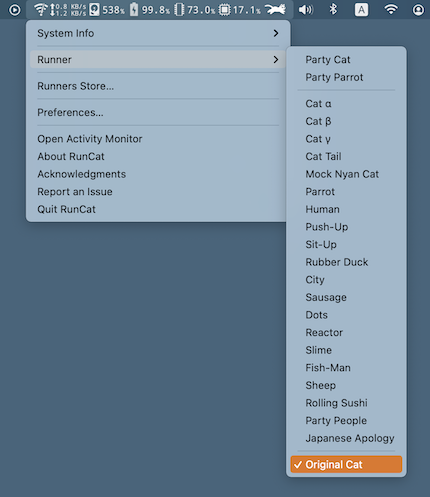 0.8 KB/s
1.2 KB/s
538%
99.8%
73.0%
17.1%
A
System Info
Runner
Runners Store...
Preferences...
Open Activity Monitor
About RunCat
Acknowledgments
Report an Issue
Quit RunCat
Party Cat
Party Parrot
Cat α
Cat β
Cat γ
Cat Tail
Mock Nyan Cat
Parrot
Human
Push-Up
Sit-Up
Rubber Duck
City
Sausage
Dots
Reactor
Slime
Fish-Man
Sheep
Rolling Sushi
Party People
Japanese Apology
Original Cat